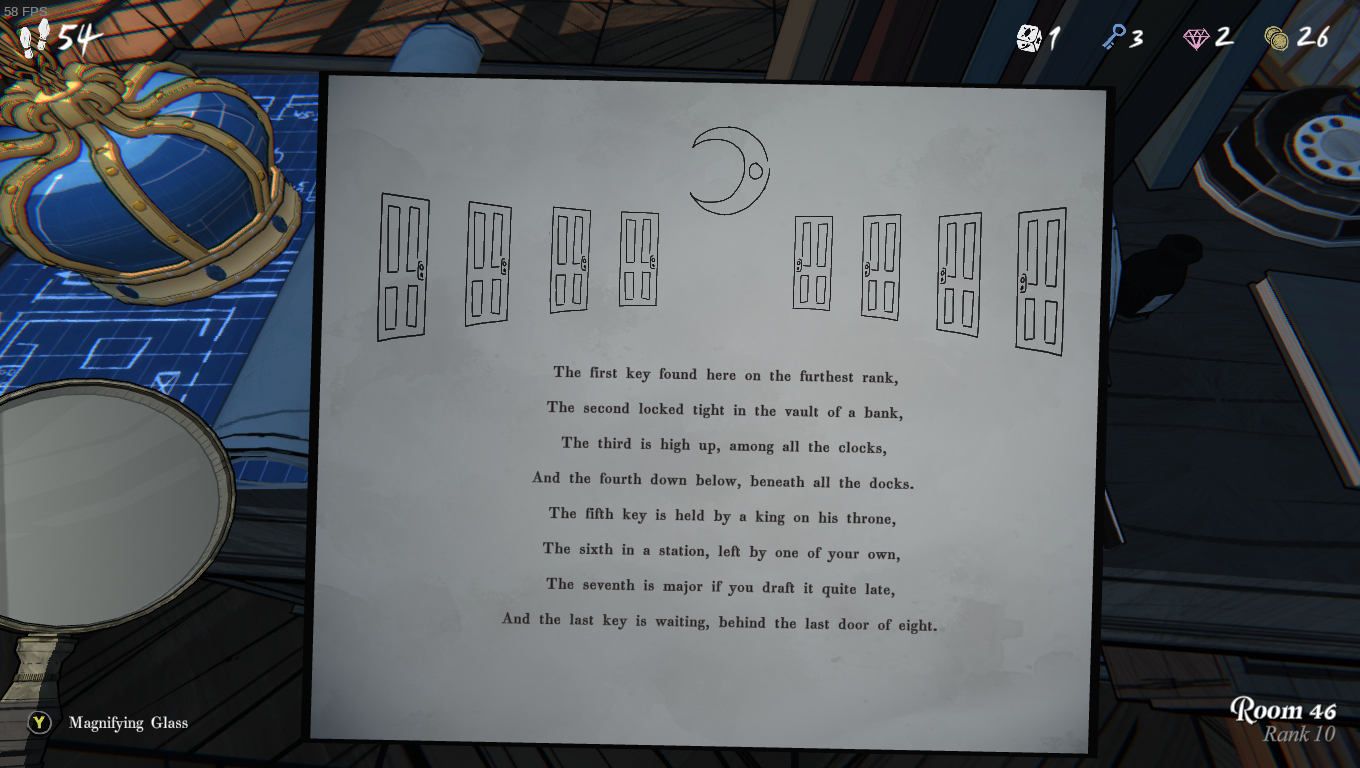 58 FPS
54
1
3
2
26
The first key found here on the furthest rank,
The second locked tight in the vault of a bank,
The third is high up, among all the clocks,
And the fourth down below, beneath all the docks.
The fifth key is held by a king on his throne,
The sixth in a station, left by one of your own,
The seventh is major if you draft it quite late,
And the last key is waiting, behind the last door of eight.
Y Magnifying Glass
Room 46
Rank 10